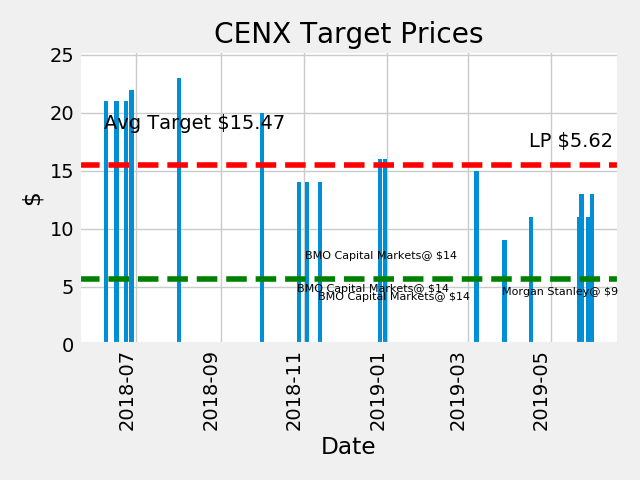 CENX Target Prices
25
20
15
10
5
0
$
Avg Target $15.47
LP $5.62
BMO Capital Markets@ $14
BMO Capital Markets@ $14
BMO Capital Markets@ $14
Morgan Stanley@ $9
2018-07
2018-09
2018-11
2019-01
2019-03
2019-05
Date